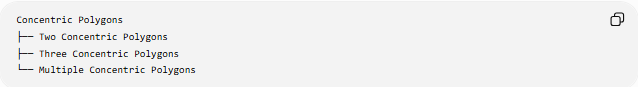 Concentric Polygons
├── Two Concentric Polygons
├── Three Concentric Polygons
└── Multiple Concentric Polygons